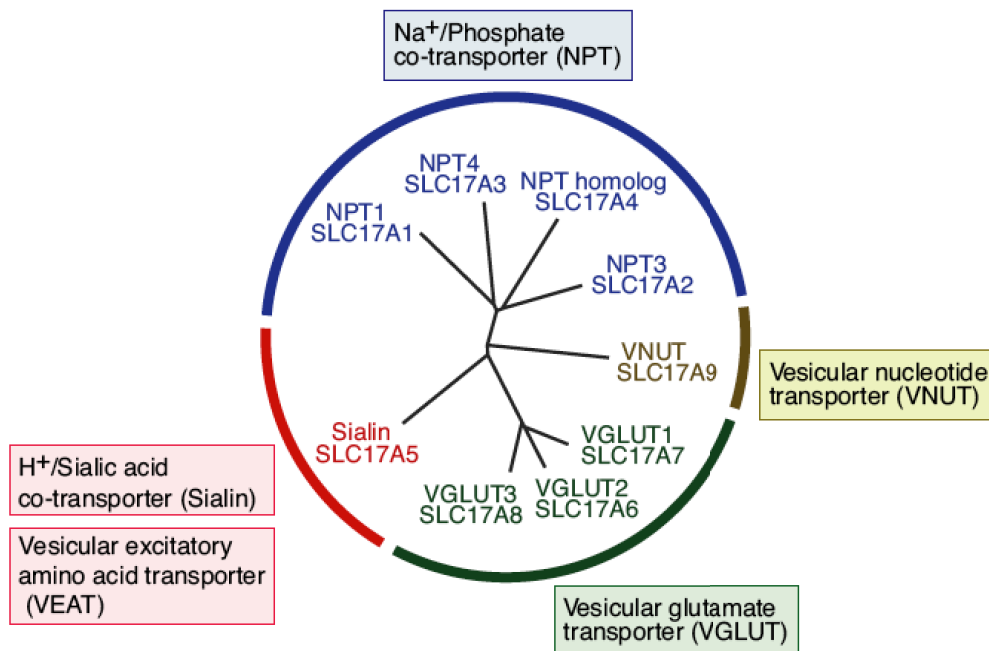 Na+/Phosphate
co-transporter (NPT)
NPT4
SLC17A3
NPT homolog
SLC17A4
NPT1
SLC17A1
NPT3
SLC17A2
VNUT
SLC17A9
Vesicular nucleotide
transporter (VNUT)
Sialin
SLC17A5
VGLUT1
SLC17A7
VGLUT2
SLC17A6
VGLUT3
SLC17A8
H+/Sialic acid
co-transporter (Sialin)
Vesicular excitatory
amino acid transporter
(VEAT)
Vesicular glutamate
transporter (VGLUT)